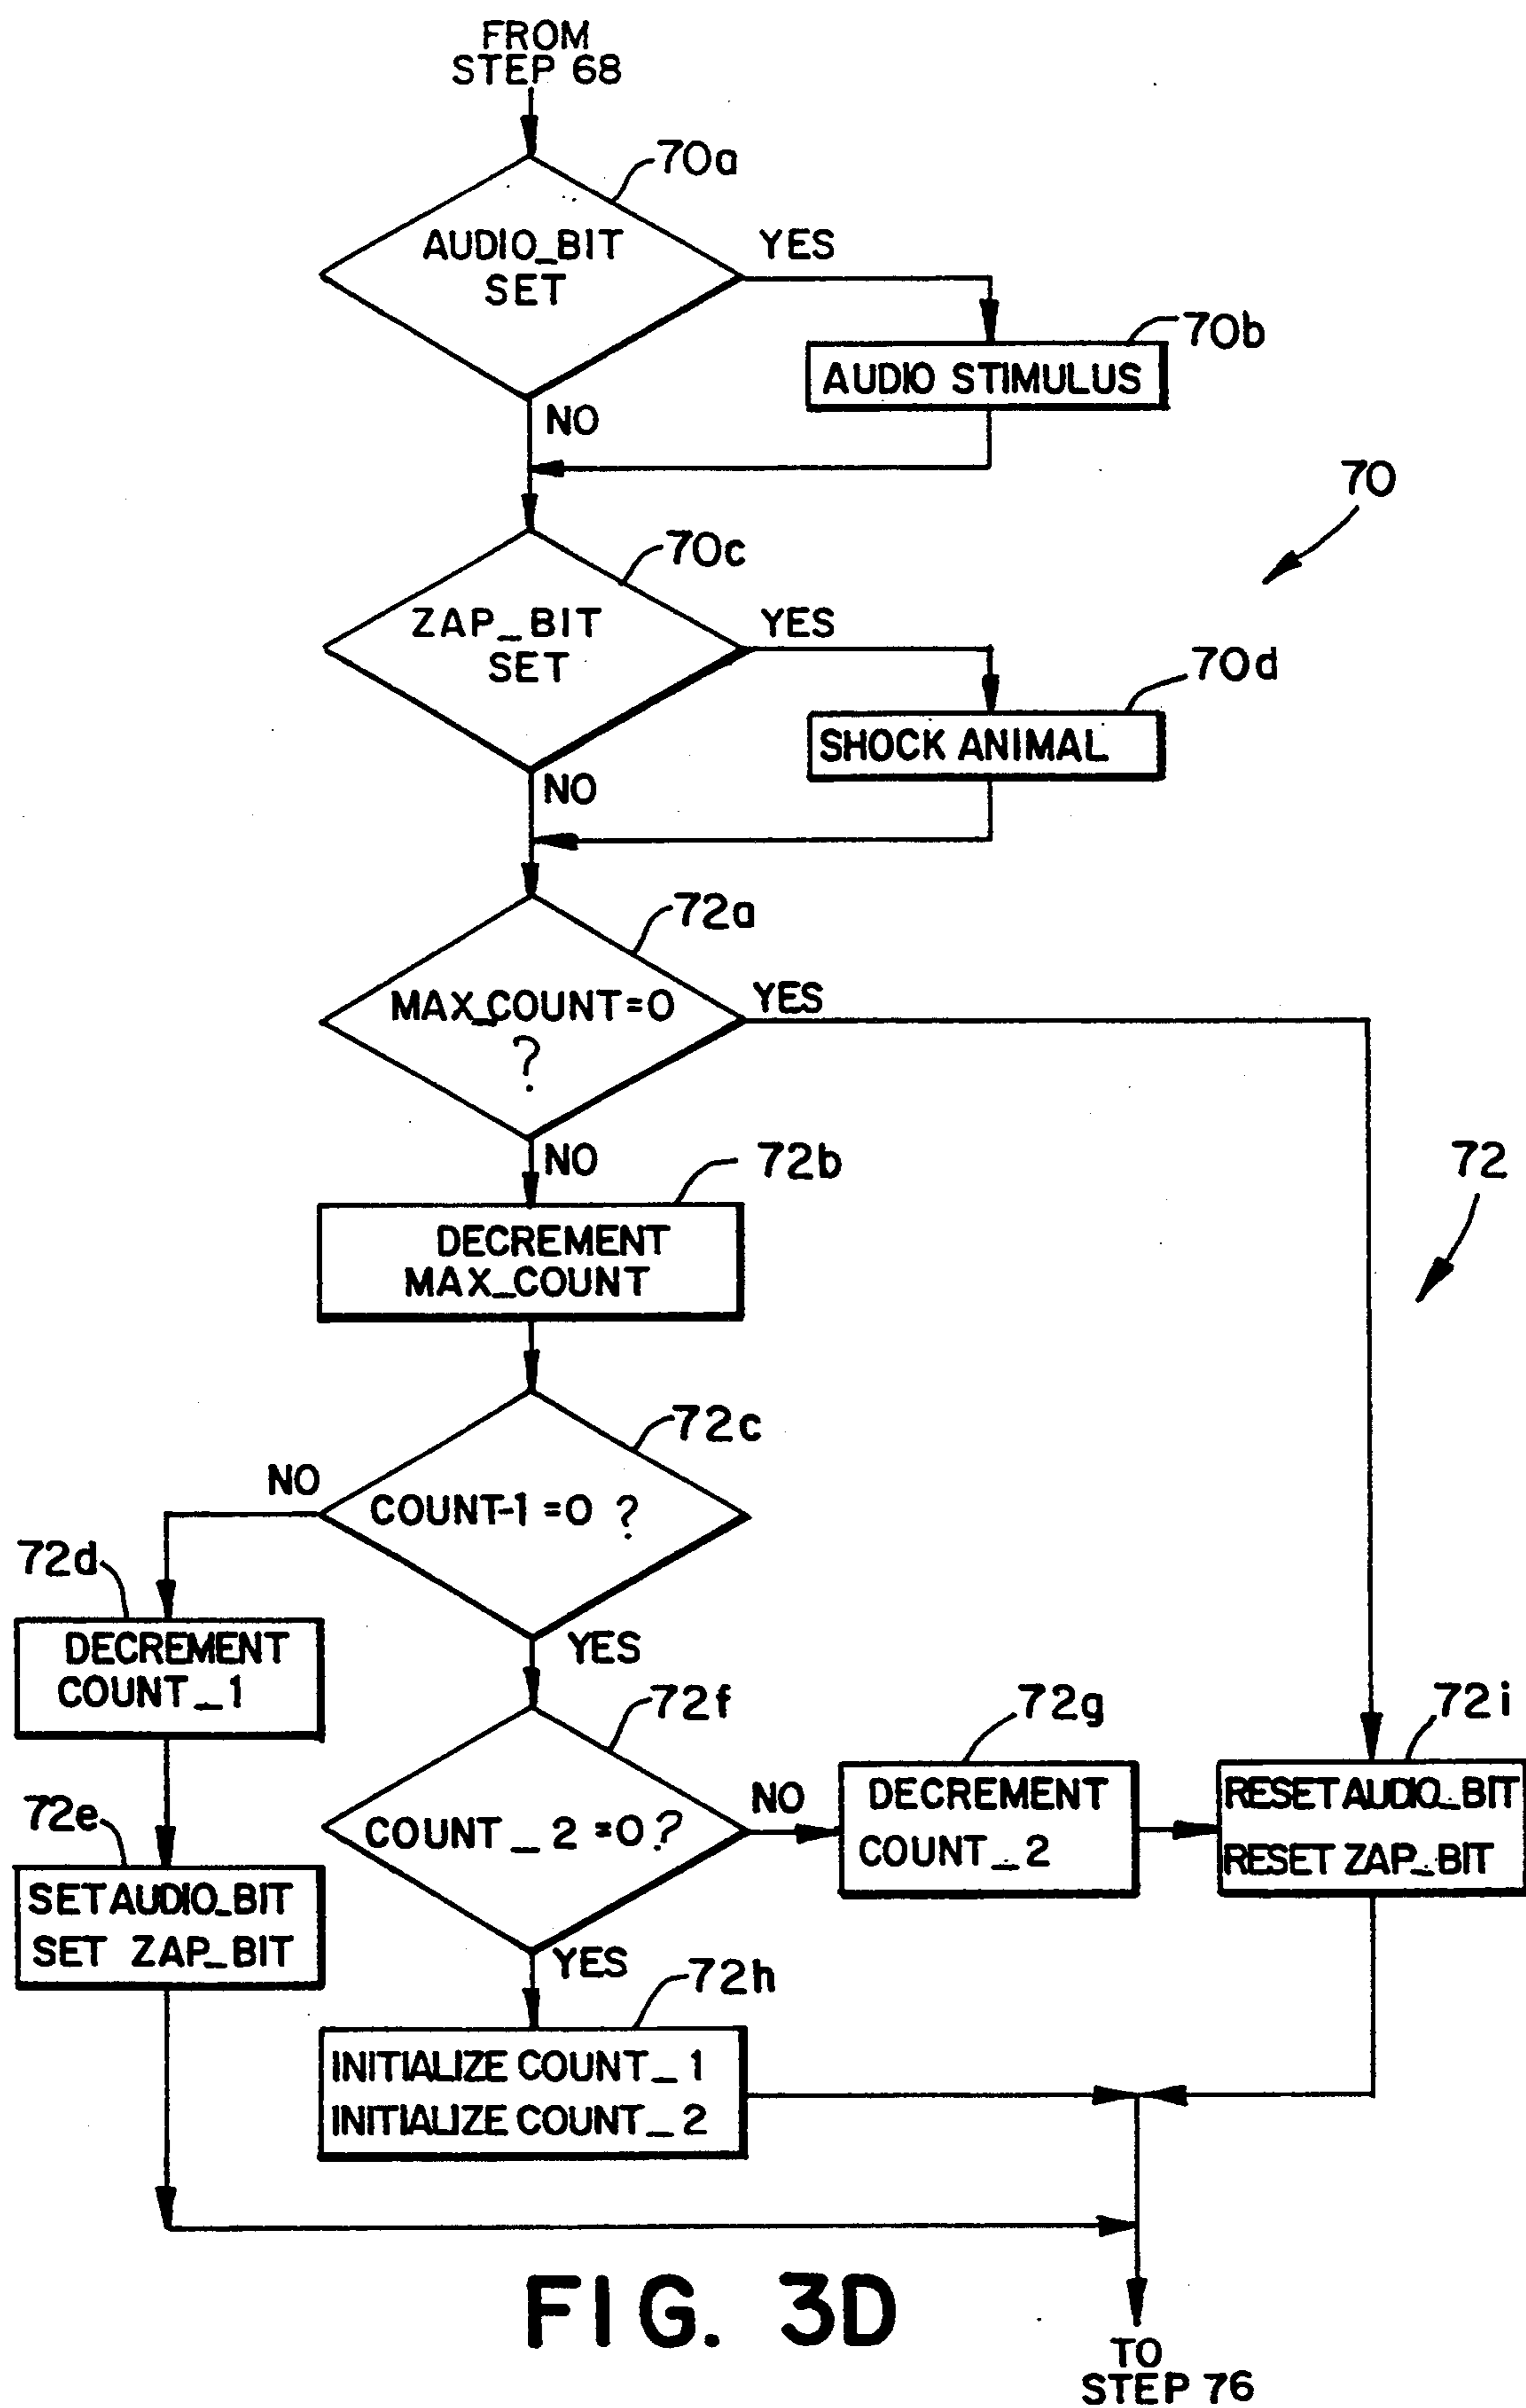 FROM
STEP 68
70a
AUDIO_BIT
SET
YES
70b
AUDIO STIMULUS
NO
70
70c
ZAP_BIT
SET
YES
70d
SHOCK ANIMAL
NO
72a
MAX_COUNT=0
?
YES
NO
72b
72
DECREMENT
MAX_COUNT
72c
NO
COUNT-1=0 ?
72d
DECREMENT
COUNT_1
YES
72f
72g
72i
72e
COUNT_2=0?
NO
DECREMENT
COUNT_2
RESET AUDIO_BIT
RESET ZAP_BIT
SET AUDIO_BIT
SET ZAP_BIT
YES
72h
INITIALIZE COUNT_1
INITIALIZE COUNT_2
FIG. 3D
TO
STEP 76